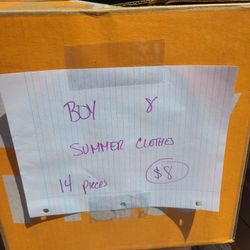 BOY 8
SUMMER CLOTHES
14 pieces $8